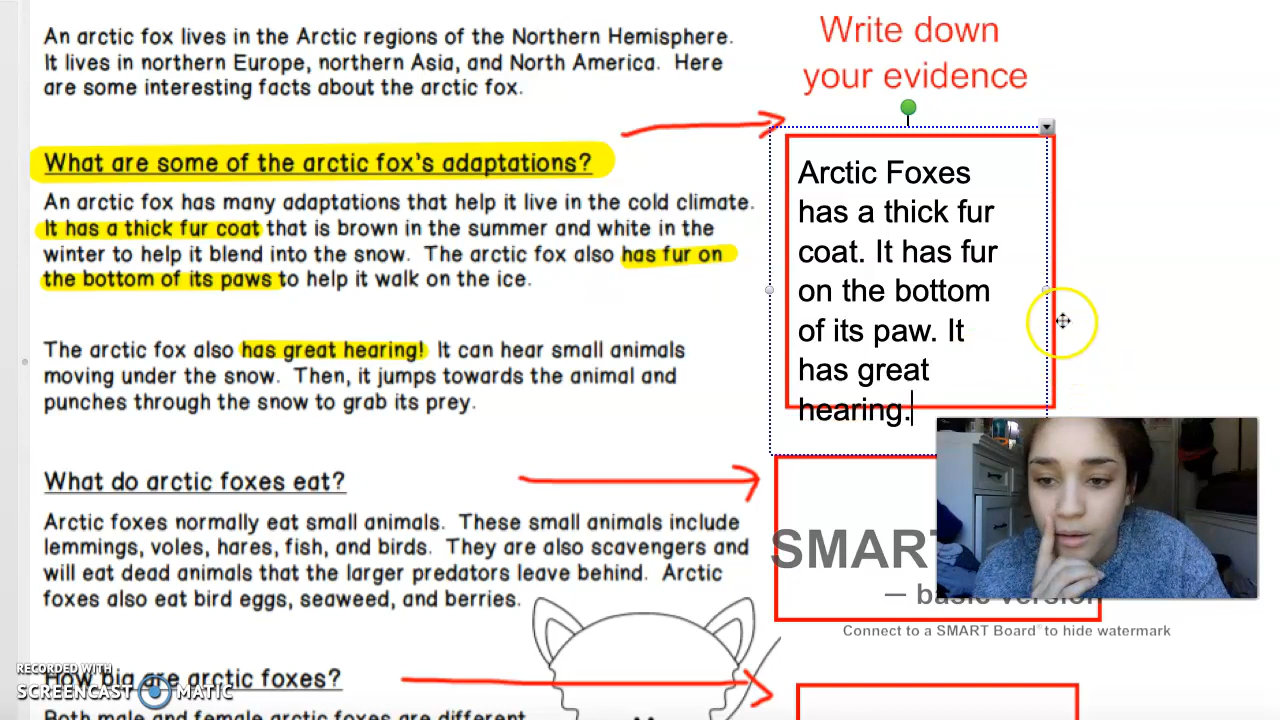 An arctic fox lives in the Arctic regions of the Northern Hemisphere.
It lives in northern Europe, northern Asia, and North America. Here
are some interesting facts about the arctic fox.
What are some of the arctic fox's adaptations?
An arctic fox has many adaptations that help it live in the cold climate.
It has a thick fur coat that is brown in the summer and white in the
winter to help it blend into the snow. The arctic fox also has fur on
the bottom of its paws to help it walk on the ice.
The arctic fox also has great hearing! It can hear small animals
moving under the snow. Then, it jumps towards the animal and
punches through the snow to grab its prey.
What do arctic foxes eat?
Arctic foxes normally eat small animals. These small animals include
lemmings, voles, hares, fish, and birds. They are also scavengers and
will eat dead animals that the larger predators leave behind. Arctic
foxes also eat bird eggs, seaweed, and berries.
How big are arctic foxes?
Both male and female arctic foxes are different
Write down
your evidence
Arctic Foxes
has a thick fur
coat. It has fur
on the bottom
of its paw. It
has great
hearing.
SMART
— basic version
Connect to a SMART Board® to hide watermark
RECORDED WITH
SCREENCAST MATIC